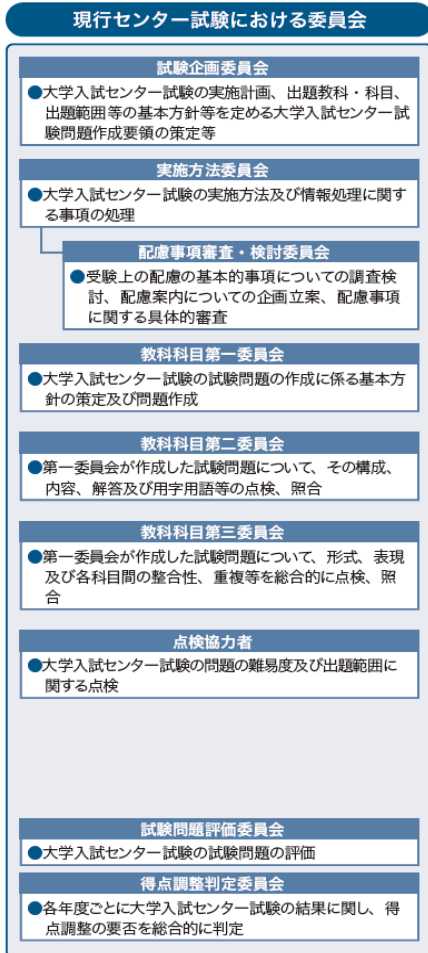 現行センター試験における委員会
試験企画委員会
●大学入試センター試験の実施計画、出題教科・科目、
出題範囲等の基本方針等を定める大学入試センター試
験問題作成要領の策定等
実施方法委員会
●大学入試センター試験の実施方法及び情報処理に関す
る事項の処理
配慮事項審査・検討委員会
●受験上の配慮の基本的事項についての調査検
討、配慮案内についての企画立案、配慮事項
に関する具体的審査
教科科目第一委員会
●大学入試センター試験の試験問題の作成に係る基本方
針の策定及び問題作成
教科科目第二委員会
●第一委員会が作成した試験問題について、その構成、
内容、解答及び用字用語等の点検、照合
教科科目第三委員会
●第一委員会が作成した試験問題について、形式、表現
及び各科目間の整合性、重複等を総合的に点検、照
合
点検協力者
●大学入試センター試験の問題の難易度及び出題範囲に
関する点検
試験問題評価委員会
●大学入試センター試験の試験問題の評価
得点調整判定委員会
●各年度ごとに大学入試センター試験の結果に関し、得
点調整の要否を総合的に判定